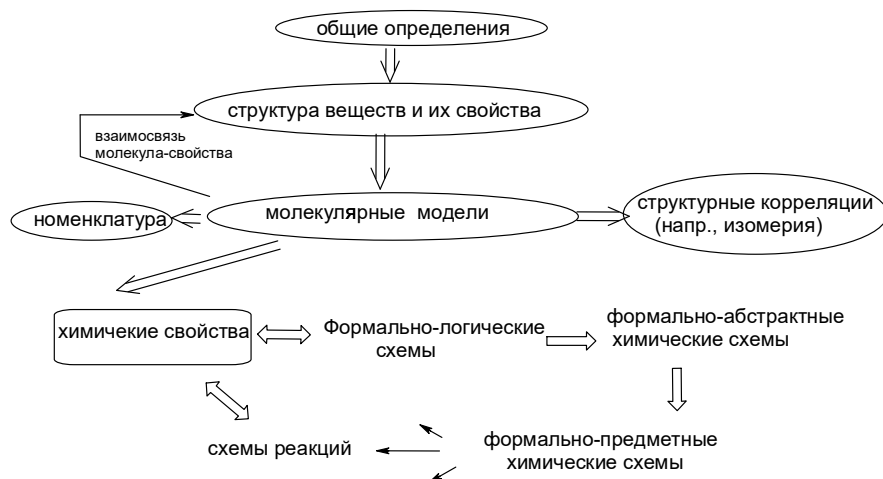 общие определения
структура веществ и их свойства
взаимосвязь
молекула-свойства
номенклатура
молекулярные модели
структурные корреляции
(напр., изомерия)
химичекие свойства
Формально-логические
схемы
формально-абстрактные
химические схемы
схемы реакций
формально-предметные
химические схемы